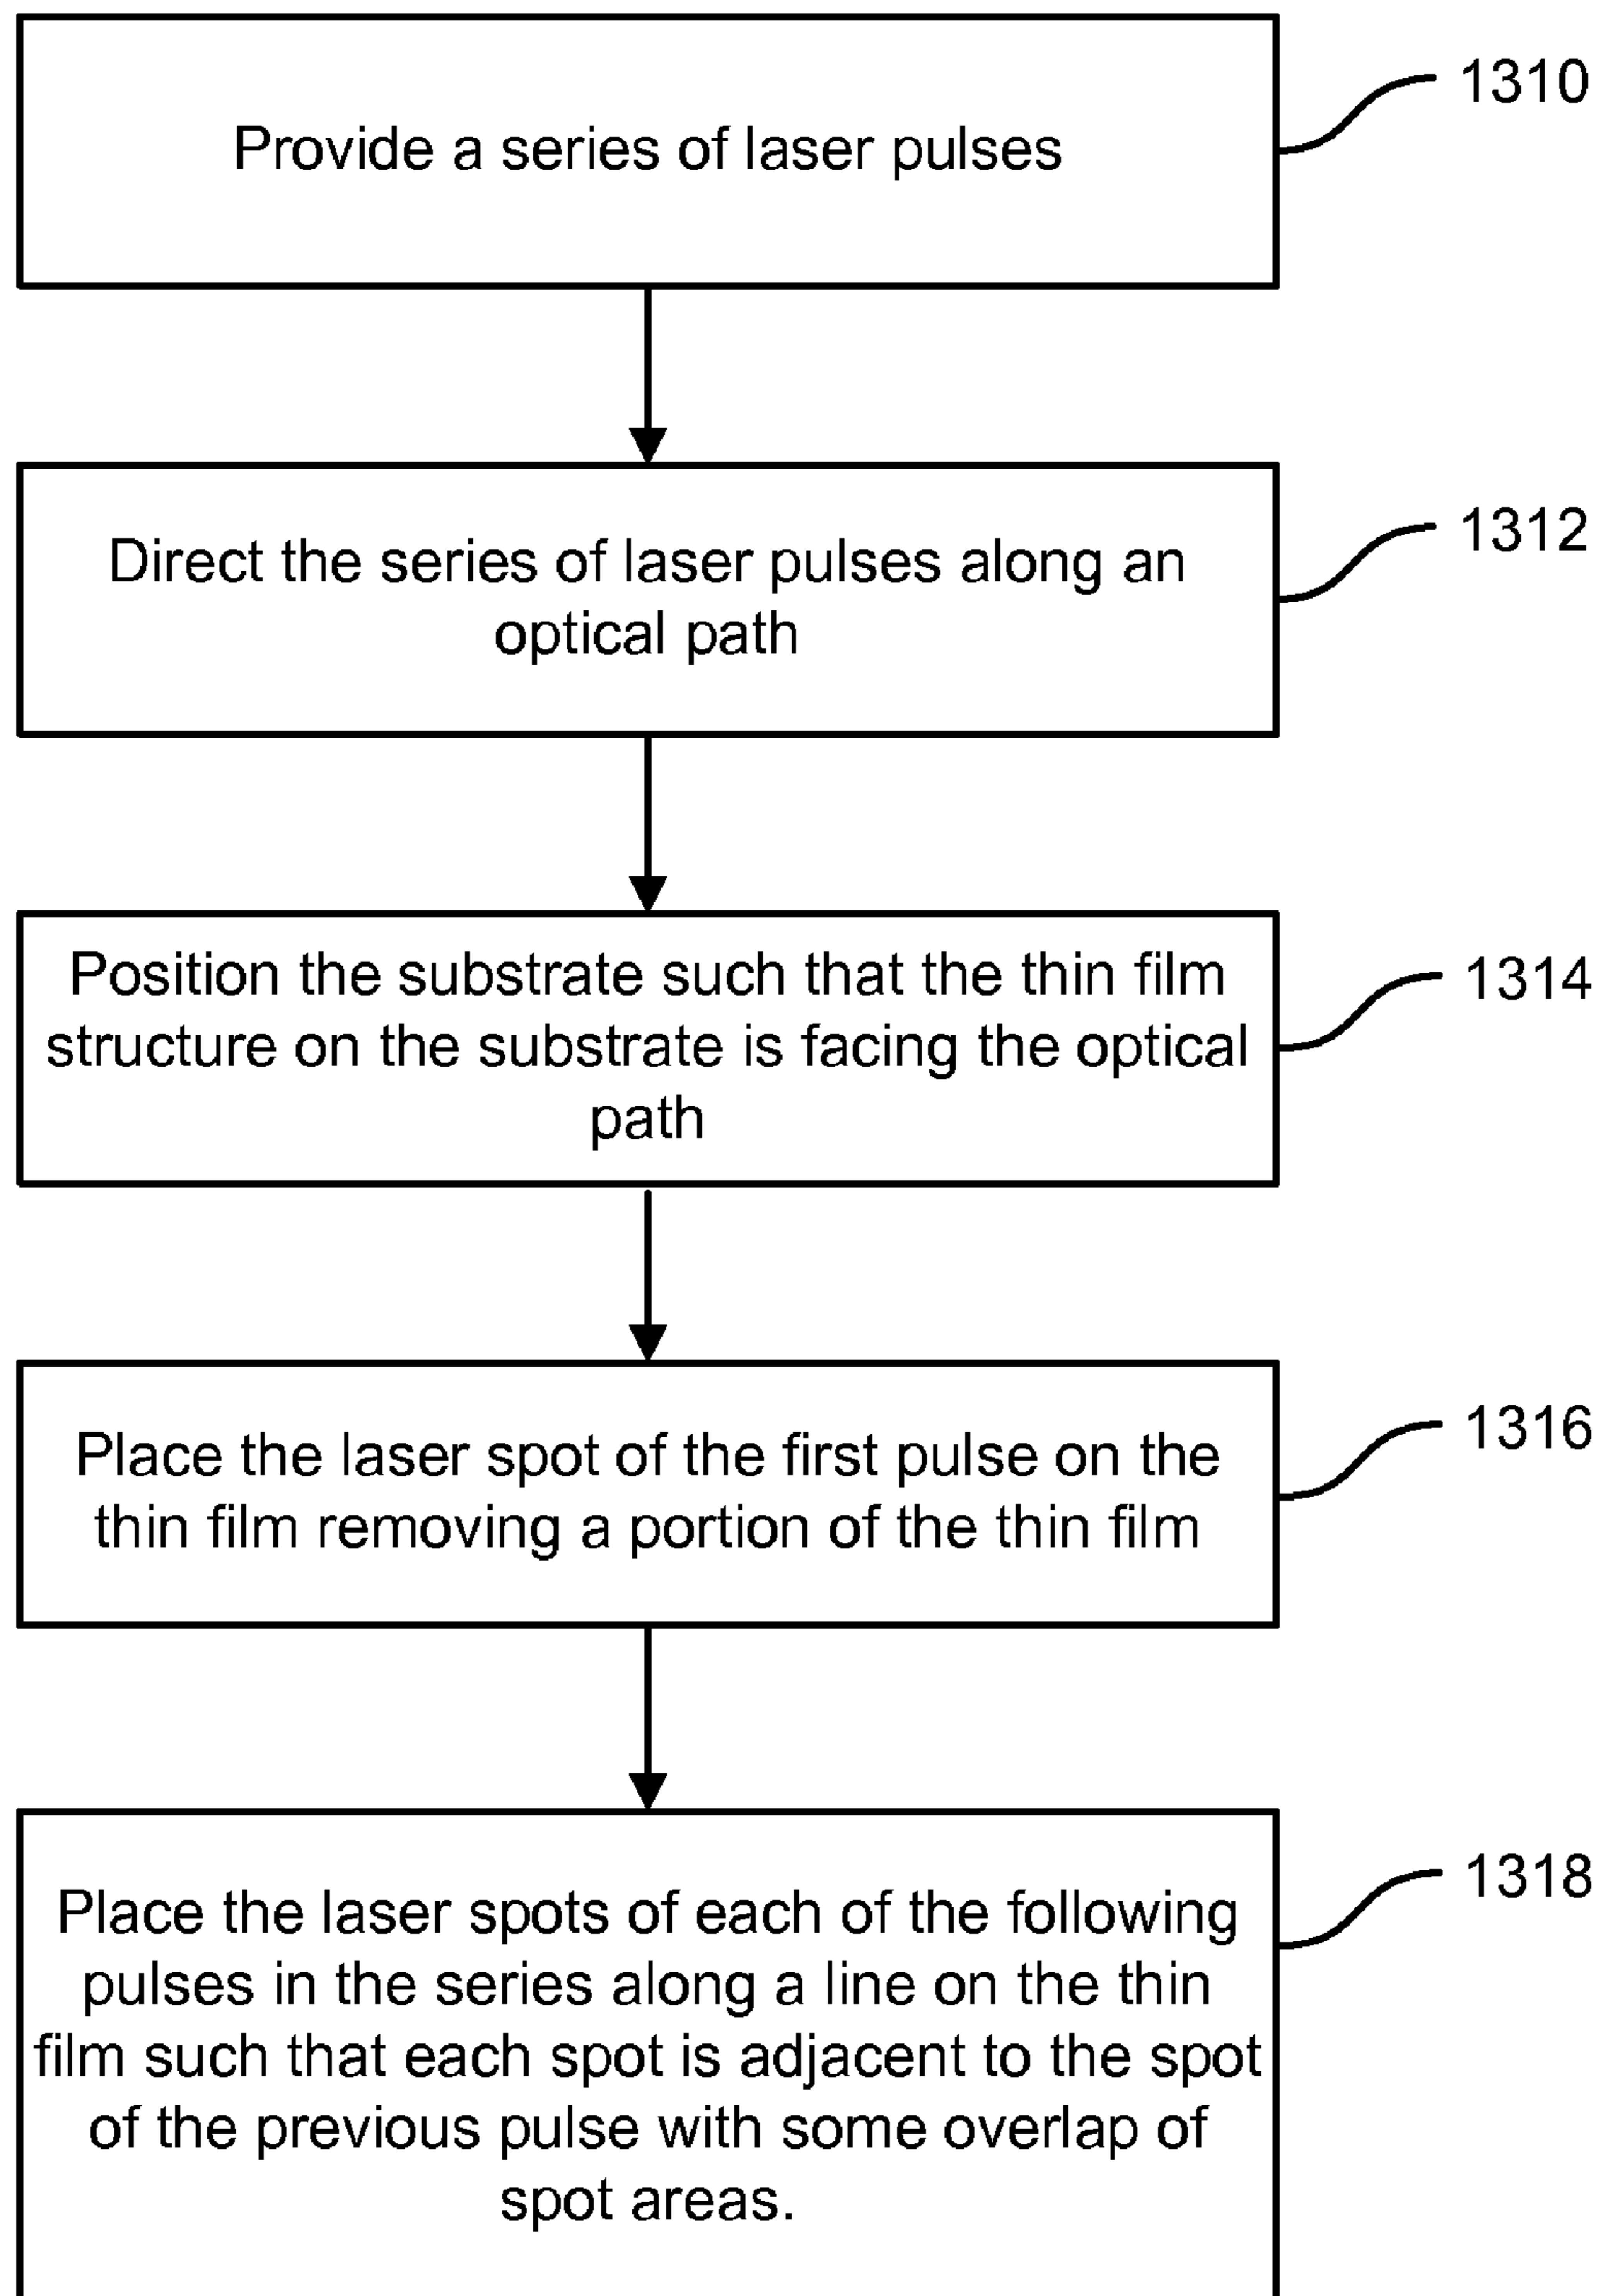 Provide a series of laser pulses
1310
Direct the series of laser pulses along an
optical path
1312
Position the substrate such that the thin film
structure on the substrate is facing the optical
path
1314
Place the laser spot of the first pulse on the
thin film removing a portion of the thin film
1316
Place the laser spots of each of the following
pulses in the series along a line on the thin
film such that each spot is adjacent to the spot
of the previous pulse with some overlap of
spot areas.
1318